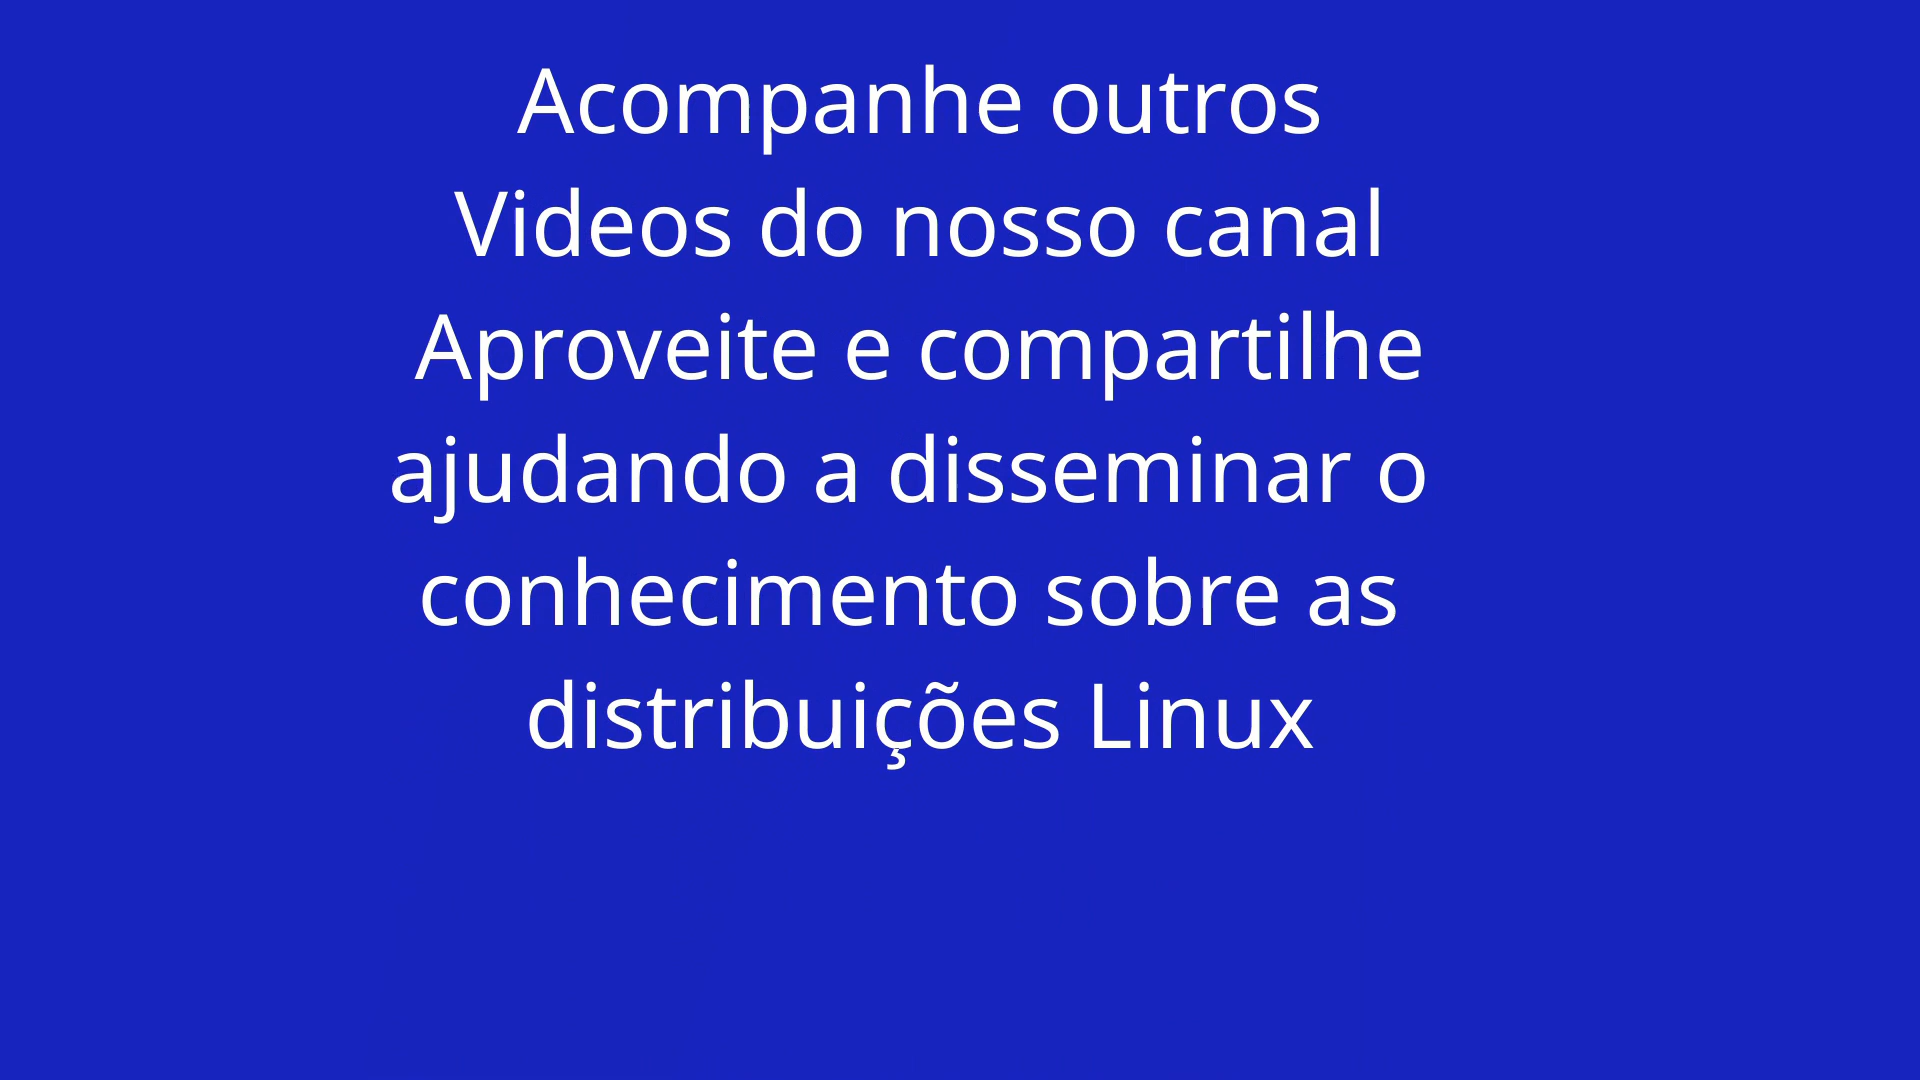 Acompanhe outros
Videos do nosso canal
Aproveite e compartilhe
ajudando a disseminar o
conhecimento sobre as
distribuições Linux